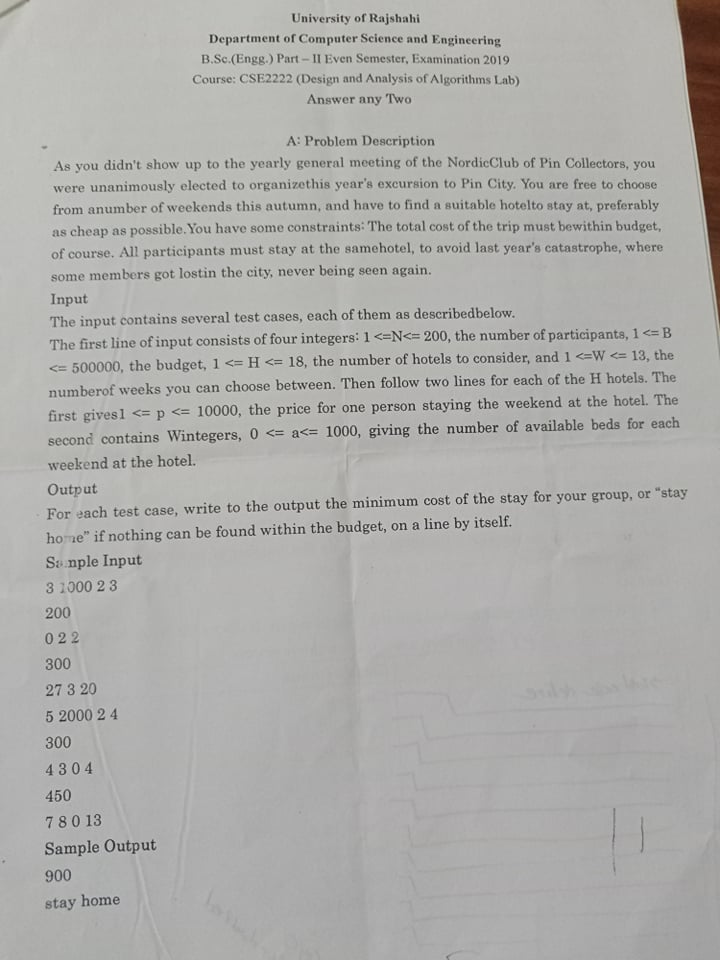 University of Rajshahi
Department of Computer Science and Engineering
B.Sc.(Engg.) Part – II Even Semester, Examination 2019
Course: CSE2222 (Design and Analysis of Algorithms Lab)
Answer any Two
A: Problem Description
As you didn't show up to the yearly general meeting of the NordicClub of Pin Collectors, you
were unanimously elected to organizethis year's excursion to Pin City. You are free to choose
from anumber of weekends this autumn, and have to find a suitable hotelto stay at, preferably
as cheap as possible.You have some constraints: The total cost of the trip must bewithin budget,
of course. All participants must stay at the samehotel, to avoid last year's catastrophe, where
some members got lostin the city, never being seen again.
Input
The input contains several test cases, each of them as describedbelow.
The first line of input consists of four integers: 1 <=N<= 200, the number of participants, 1 <= B
<= 500000, the budget, 1 <= H <= 18, the number of hotels to consider, and 1 <=W <= 13, the
numberof weeks you can choose between. Then follow two lines for each of the H hotels. The
first gives1 <= p <= 10000, the price for one person staying the weekend at the hotel. The
second contains Wintegers, 0 <= a<= 1000, giving the number of available beds for each
weekend at the hotel.
Output
For each test case, write to the output the minimum cost of the stay for your group, or "stay
home" if nothing can be found within the budget, on a line by itself.
Sample Input
3 1000 2 3
200
0 2 2
300
27 3 20
5 2000 2 4
300
4 3 0 4
450
7 8 0 13
Sample Output
900
stay home